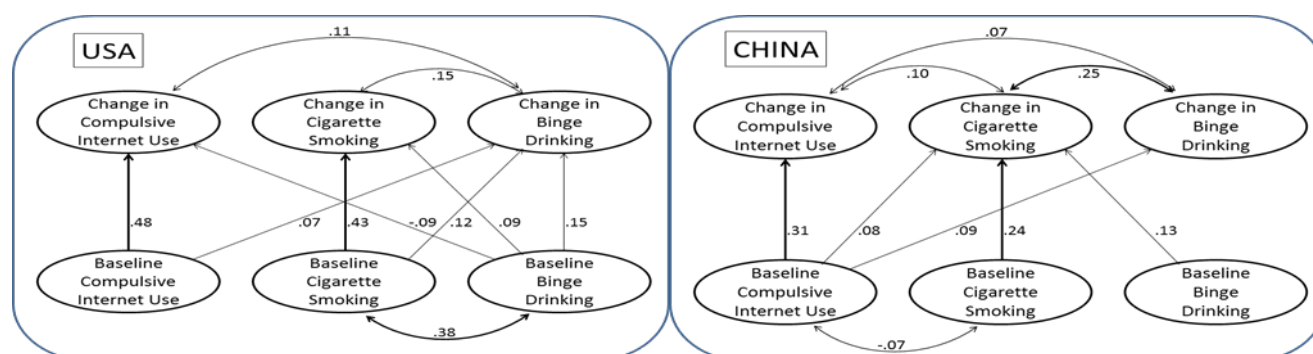 USA
.11
.15
Change in
Compulsive
Internet Use
Change in
Cigarette
Smoking
Change in
Binge
Drinking
.48
.07
.43
-.09
.12
.09
.15
Baseline
Compulsive
Internet Use
Baseline
Cigarette
Smoking
Baseline
Binge
Drinking
.38
CHINA
.07
.10
.25
Change in
Compulsive
Internet Use
Change in
Cigarette
Smoking
Change in
Binge
Drinking
.31
.08
.09
.24
.13
Baseline
Compulsive
Internet Use
Baseline
Cigarette
Smoking
Baseline
Binge
Drinking
-.07